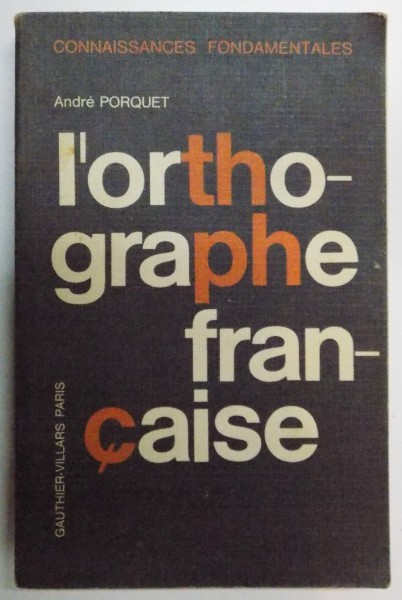 CONNAISSANCES FONDAMENTALES
André PORQUET
l'ortho-
graphe
fran-
çaise
GAUTHIER-VILLARS PARIS